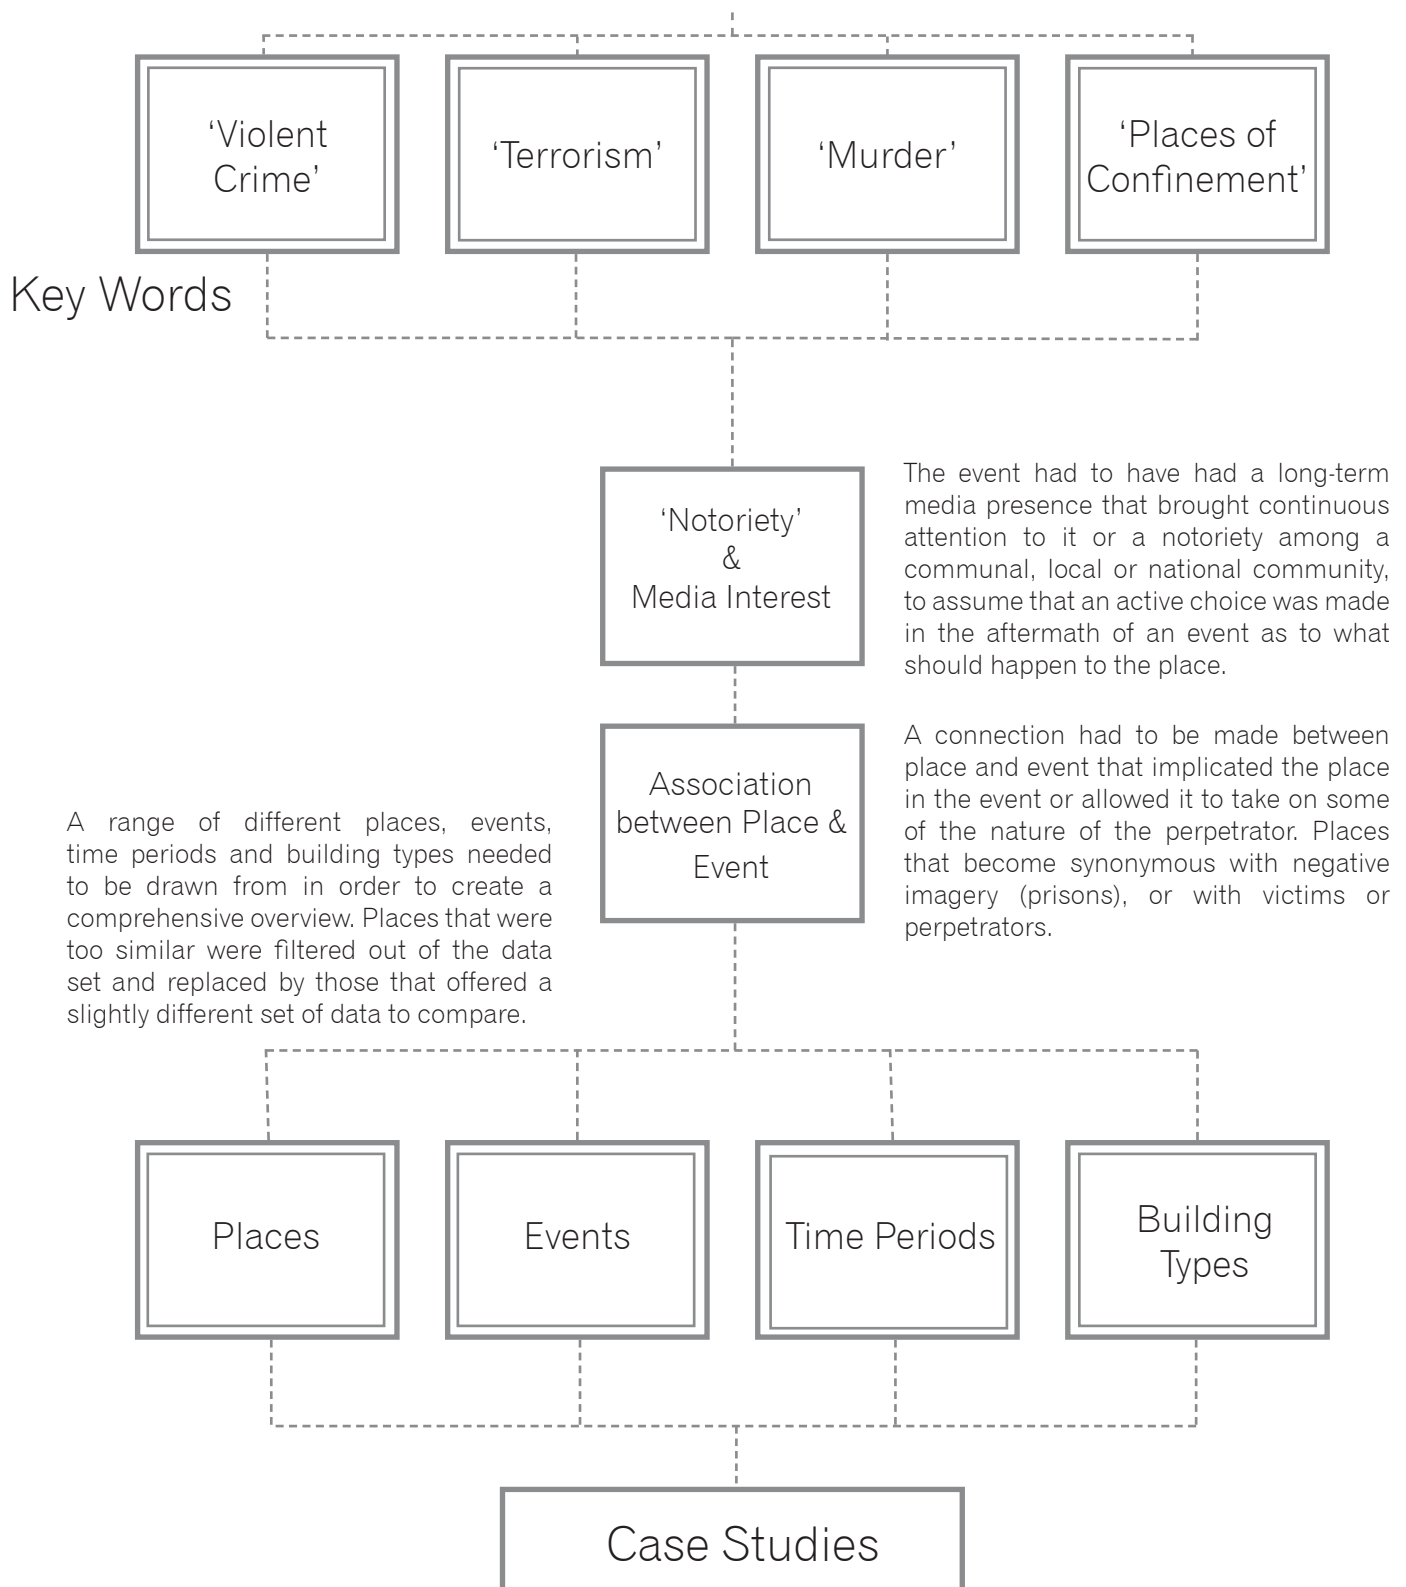 ‘Violent
Crime’
‘Terrorism’
‘Murder’
‘Places of
Confinement’
Key Words
‘Notoriety’
&
Media Interest
The event had to have had a long-term
media presence that brought continuous
attention to it or a notoriety among a
communal, local or national community,
to assume that an active choice was made
in the aftermath of an event as to what
should happen to the place.
Association
between Place &
Event
A connection had to be made between
place and event that implicated the place
in the event or allowed it to take on some
of the nature of the perpetrator. Places
that become synonymous with negative
imagery (prisons), or with victims or
perpetrators.
A range of different places, events,
time periods and building types needed
to be drawn from in order to create a
comprehensive overview. Places that were
too similar were filtered out of the data
set and replaced by those that offered a
slightly different set of data to compare.
Places
Events
Time Periods
Building
Types
Case Studies